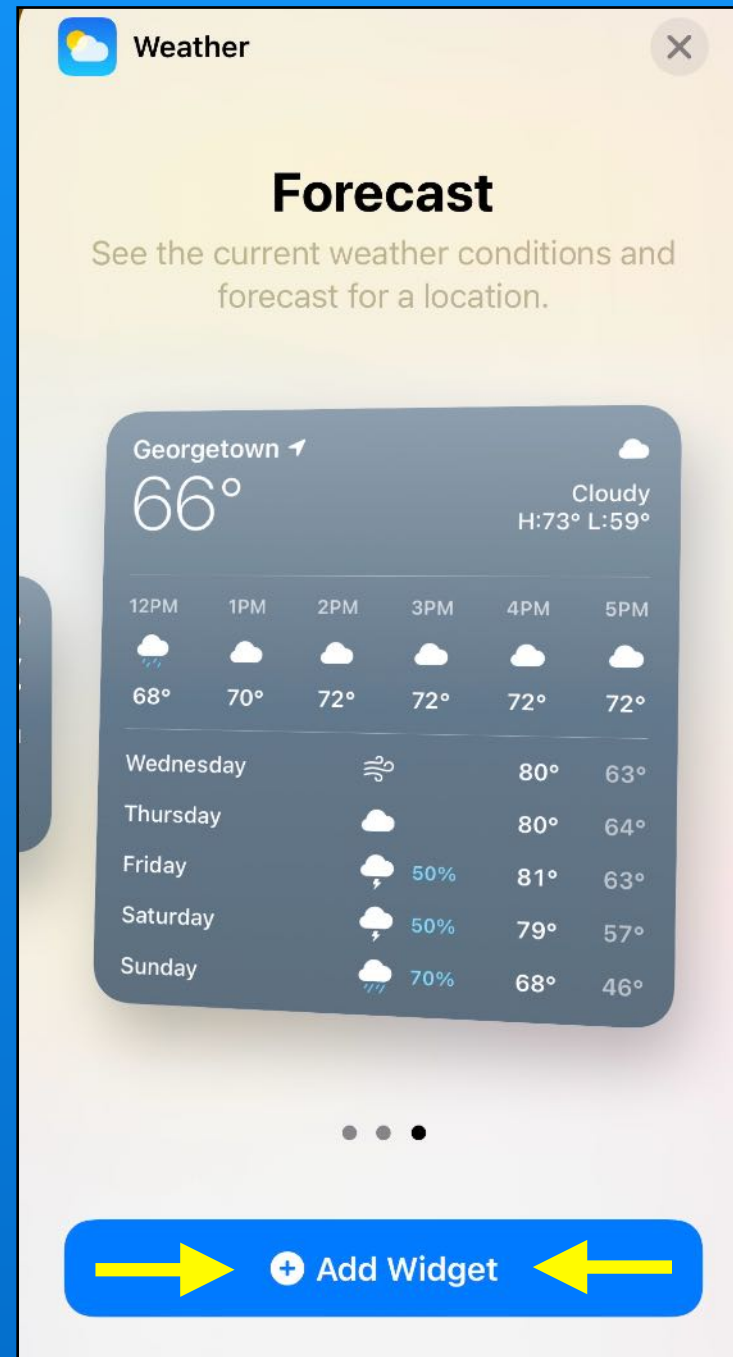 Weather
Forecast
See the current weather conditions and
forecast for a location.
Georgetown
66°
Cloudy
H:73° L:59°
12PM 1PM 2PM 3PM 4PM 5PM
68° 70° 72° 72° 72° 72°
Wednesday 80° 63°
Thursday 80° 64°
Friday 50% 81° 63°
Saturday 50% 79° 57°
Sunday 70% 68° 46°
Add Widget